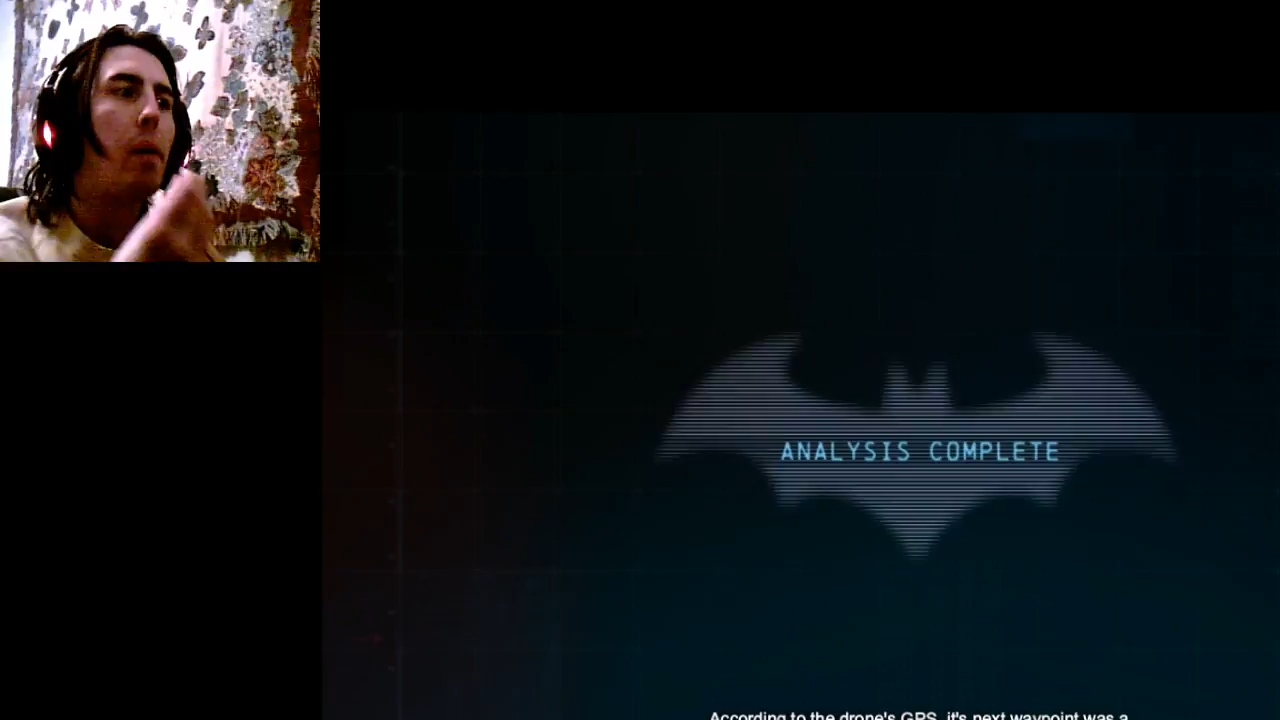 ANALYSIS COMPLETE
According to the drone's GPS, it's next waypoint was a